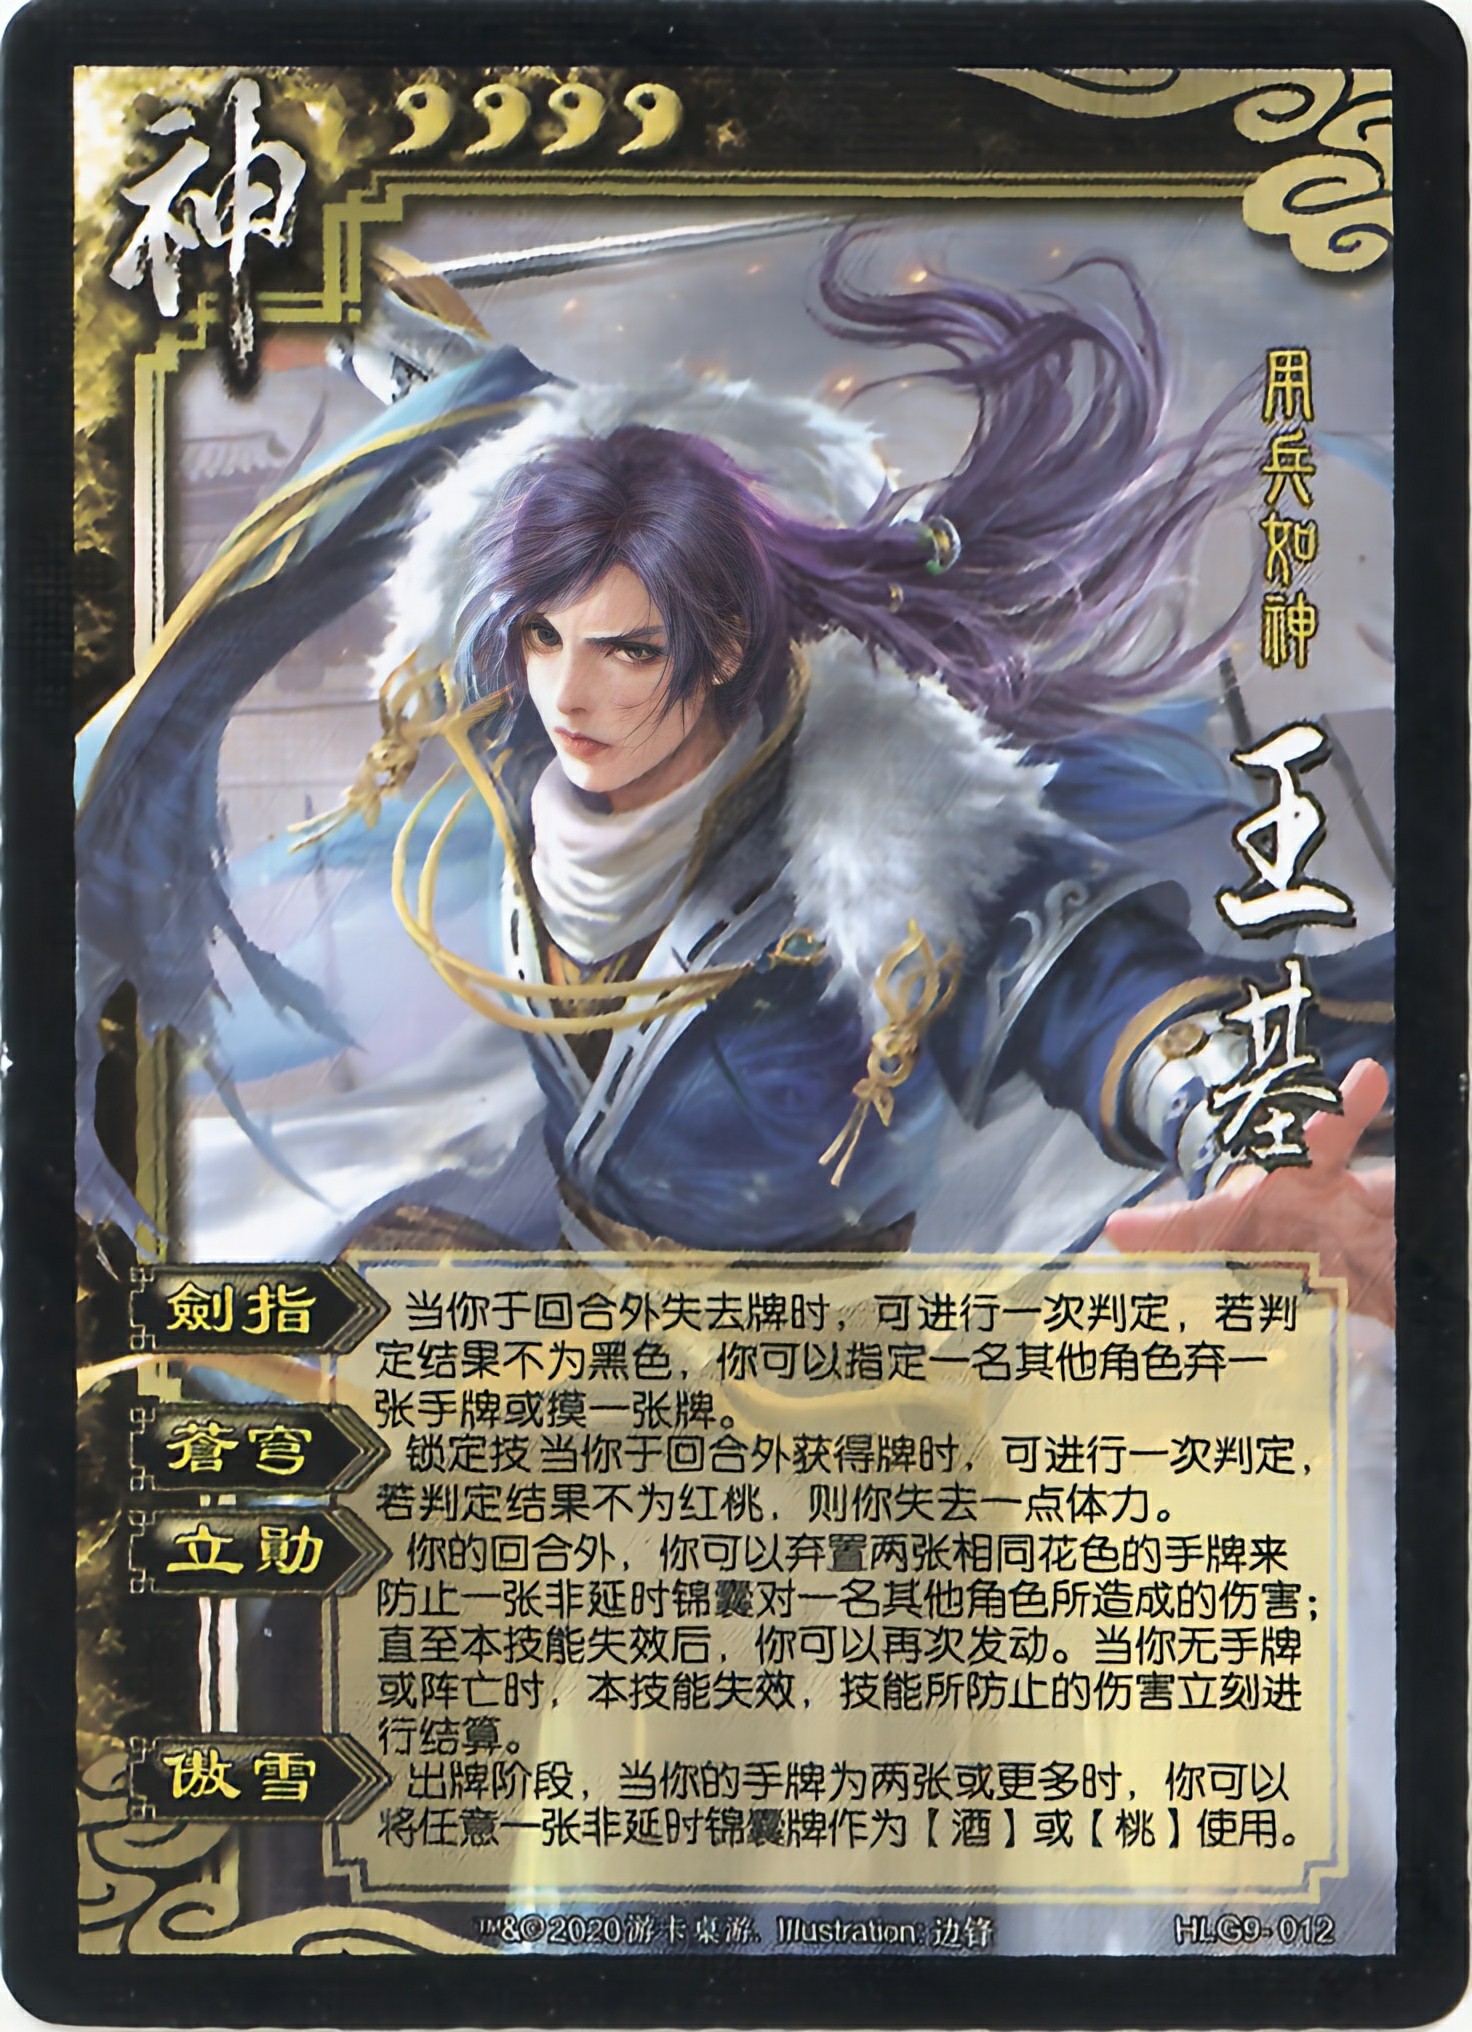 神
用兵如神
王基
劍指
当你于回合外失去牌时，可进行一次判定，若判
定结果不为黑色，你可以指定一名其他角色弃一
张手牌或摸一张牌。
蒼穹
锁定技 当你于回合外获得牌时，可进行一次判定，
若判定结果不为红桃，则你失去一点体力。
立勛
你的回合外，你可以弃置两张相同花色的手牌来
防止一张非延时锦囊对一名其他角色所造成的伤害；
直至本技能失效后，你可以再次发动。当你无手牌
或阵亡时，本技能失效，技能所防止的伤害立刻进
行结算。
傲雪
出牌阶段，当你的手牌为两张或更多时，你可以
将任意一张非延时锦囊牌作为【酒】或【桃】使用。
™&©2020游卡桌游. Illustration: 边锋
HLG9-012